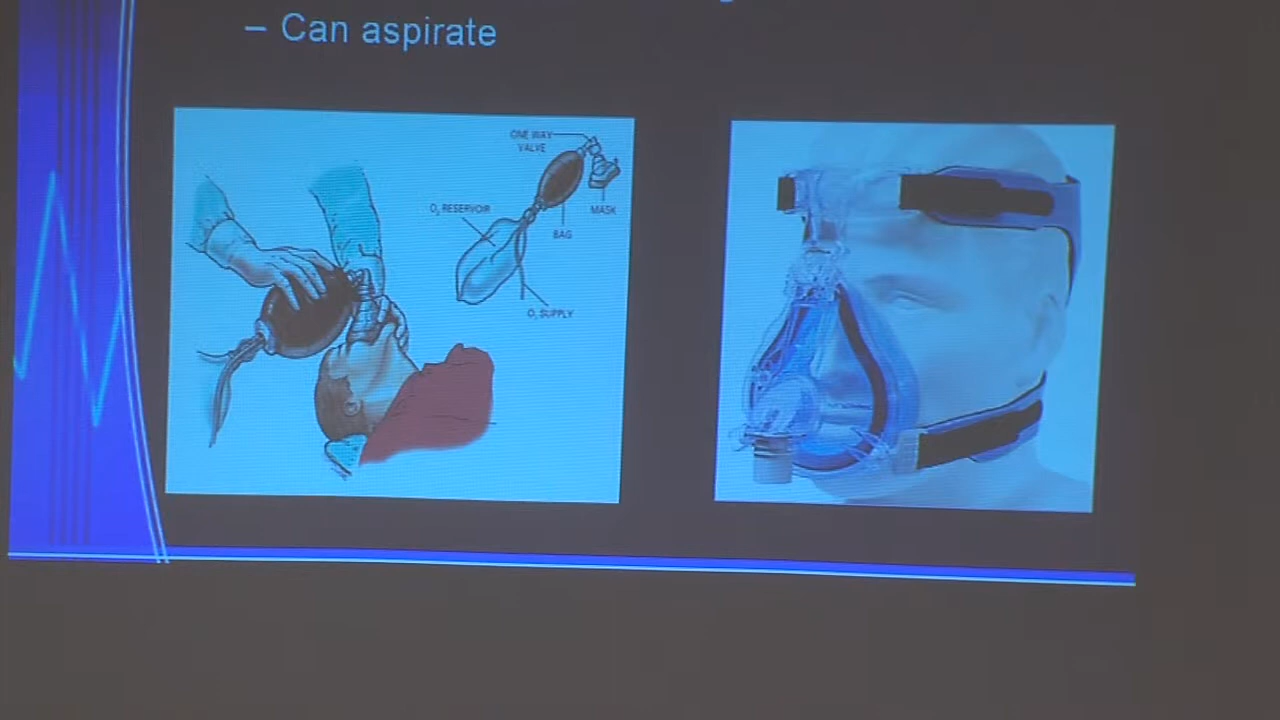 – Can aspirate
ONE WAY
VALVE
O₂ RESERVOIR
MASK
BAG
O₂ SUPPLY